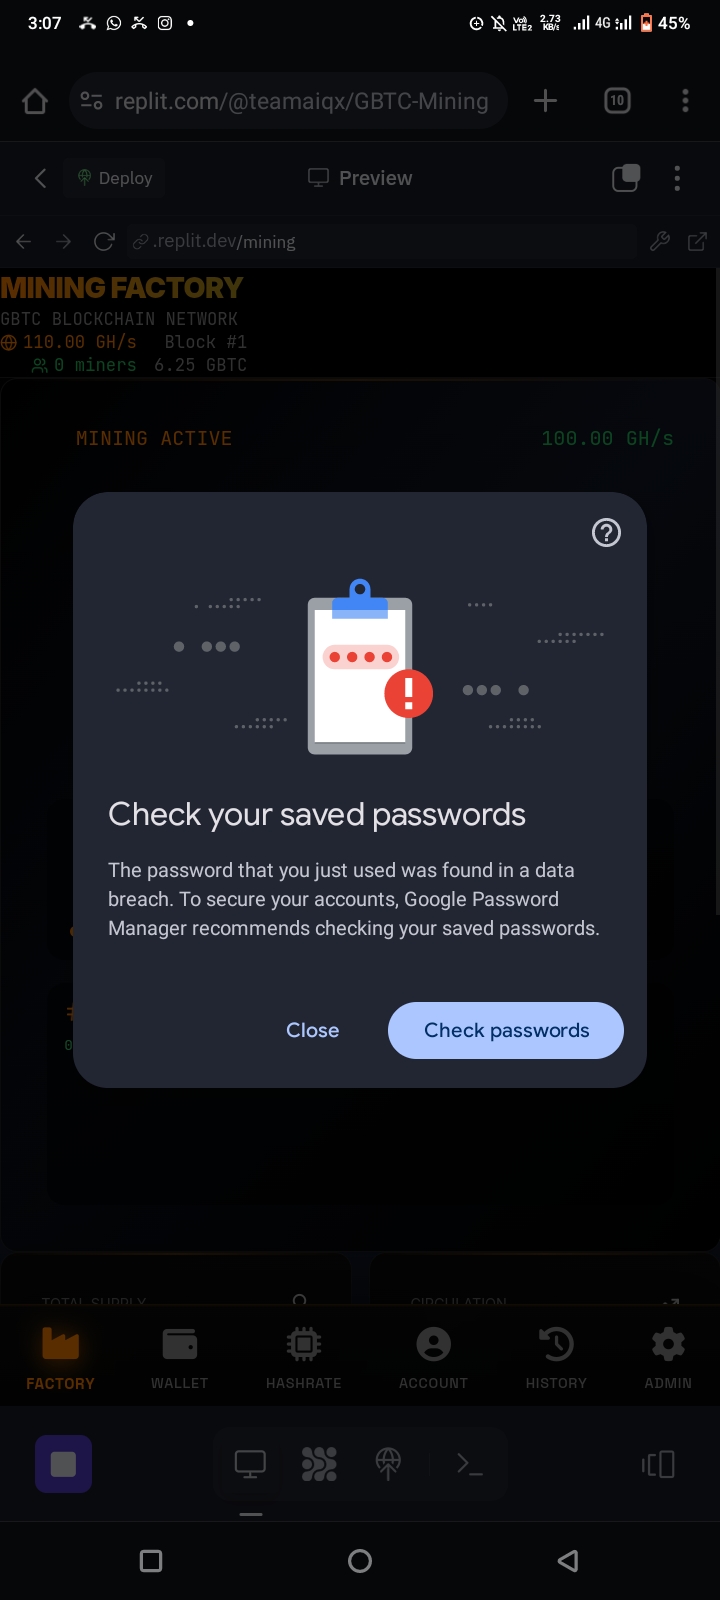 3:07
Vo) LTE2
2.73 KB/s
4G
45%
replit.com/@teamaiqx/GBTC-Mining
10
Deploy
Preview
.replit.dev/mining
MINING FACTORY
GBTC BLOCKCHAIN NETWORK
110.00 GH/s Block #1
0 miners 6.25 GBTC
MINING ACTIVE
100.00 GH/s
Check your saved passwords
The password that you just used was found in a data
breach. To secure your accounts, Google Password
Manager recommends checking your saved passwords.
Close
Check passwords
TOTAL SUPPLY
CIRCULATION
FACTORY
WALLET
HASHRATE
ACCOUNT
HISTORY
ADMIN